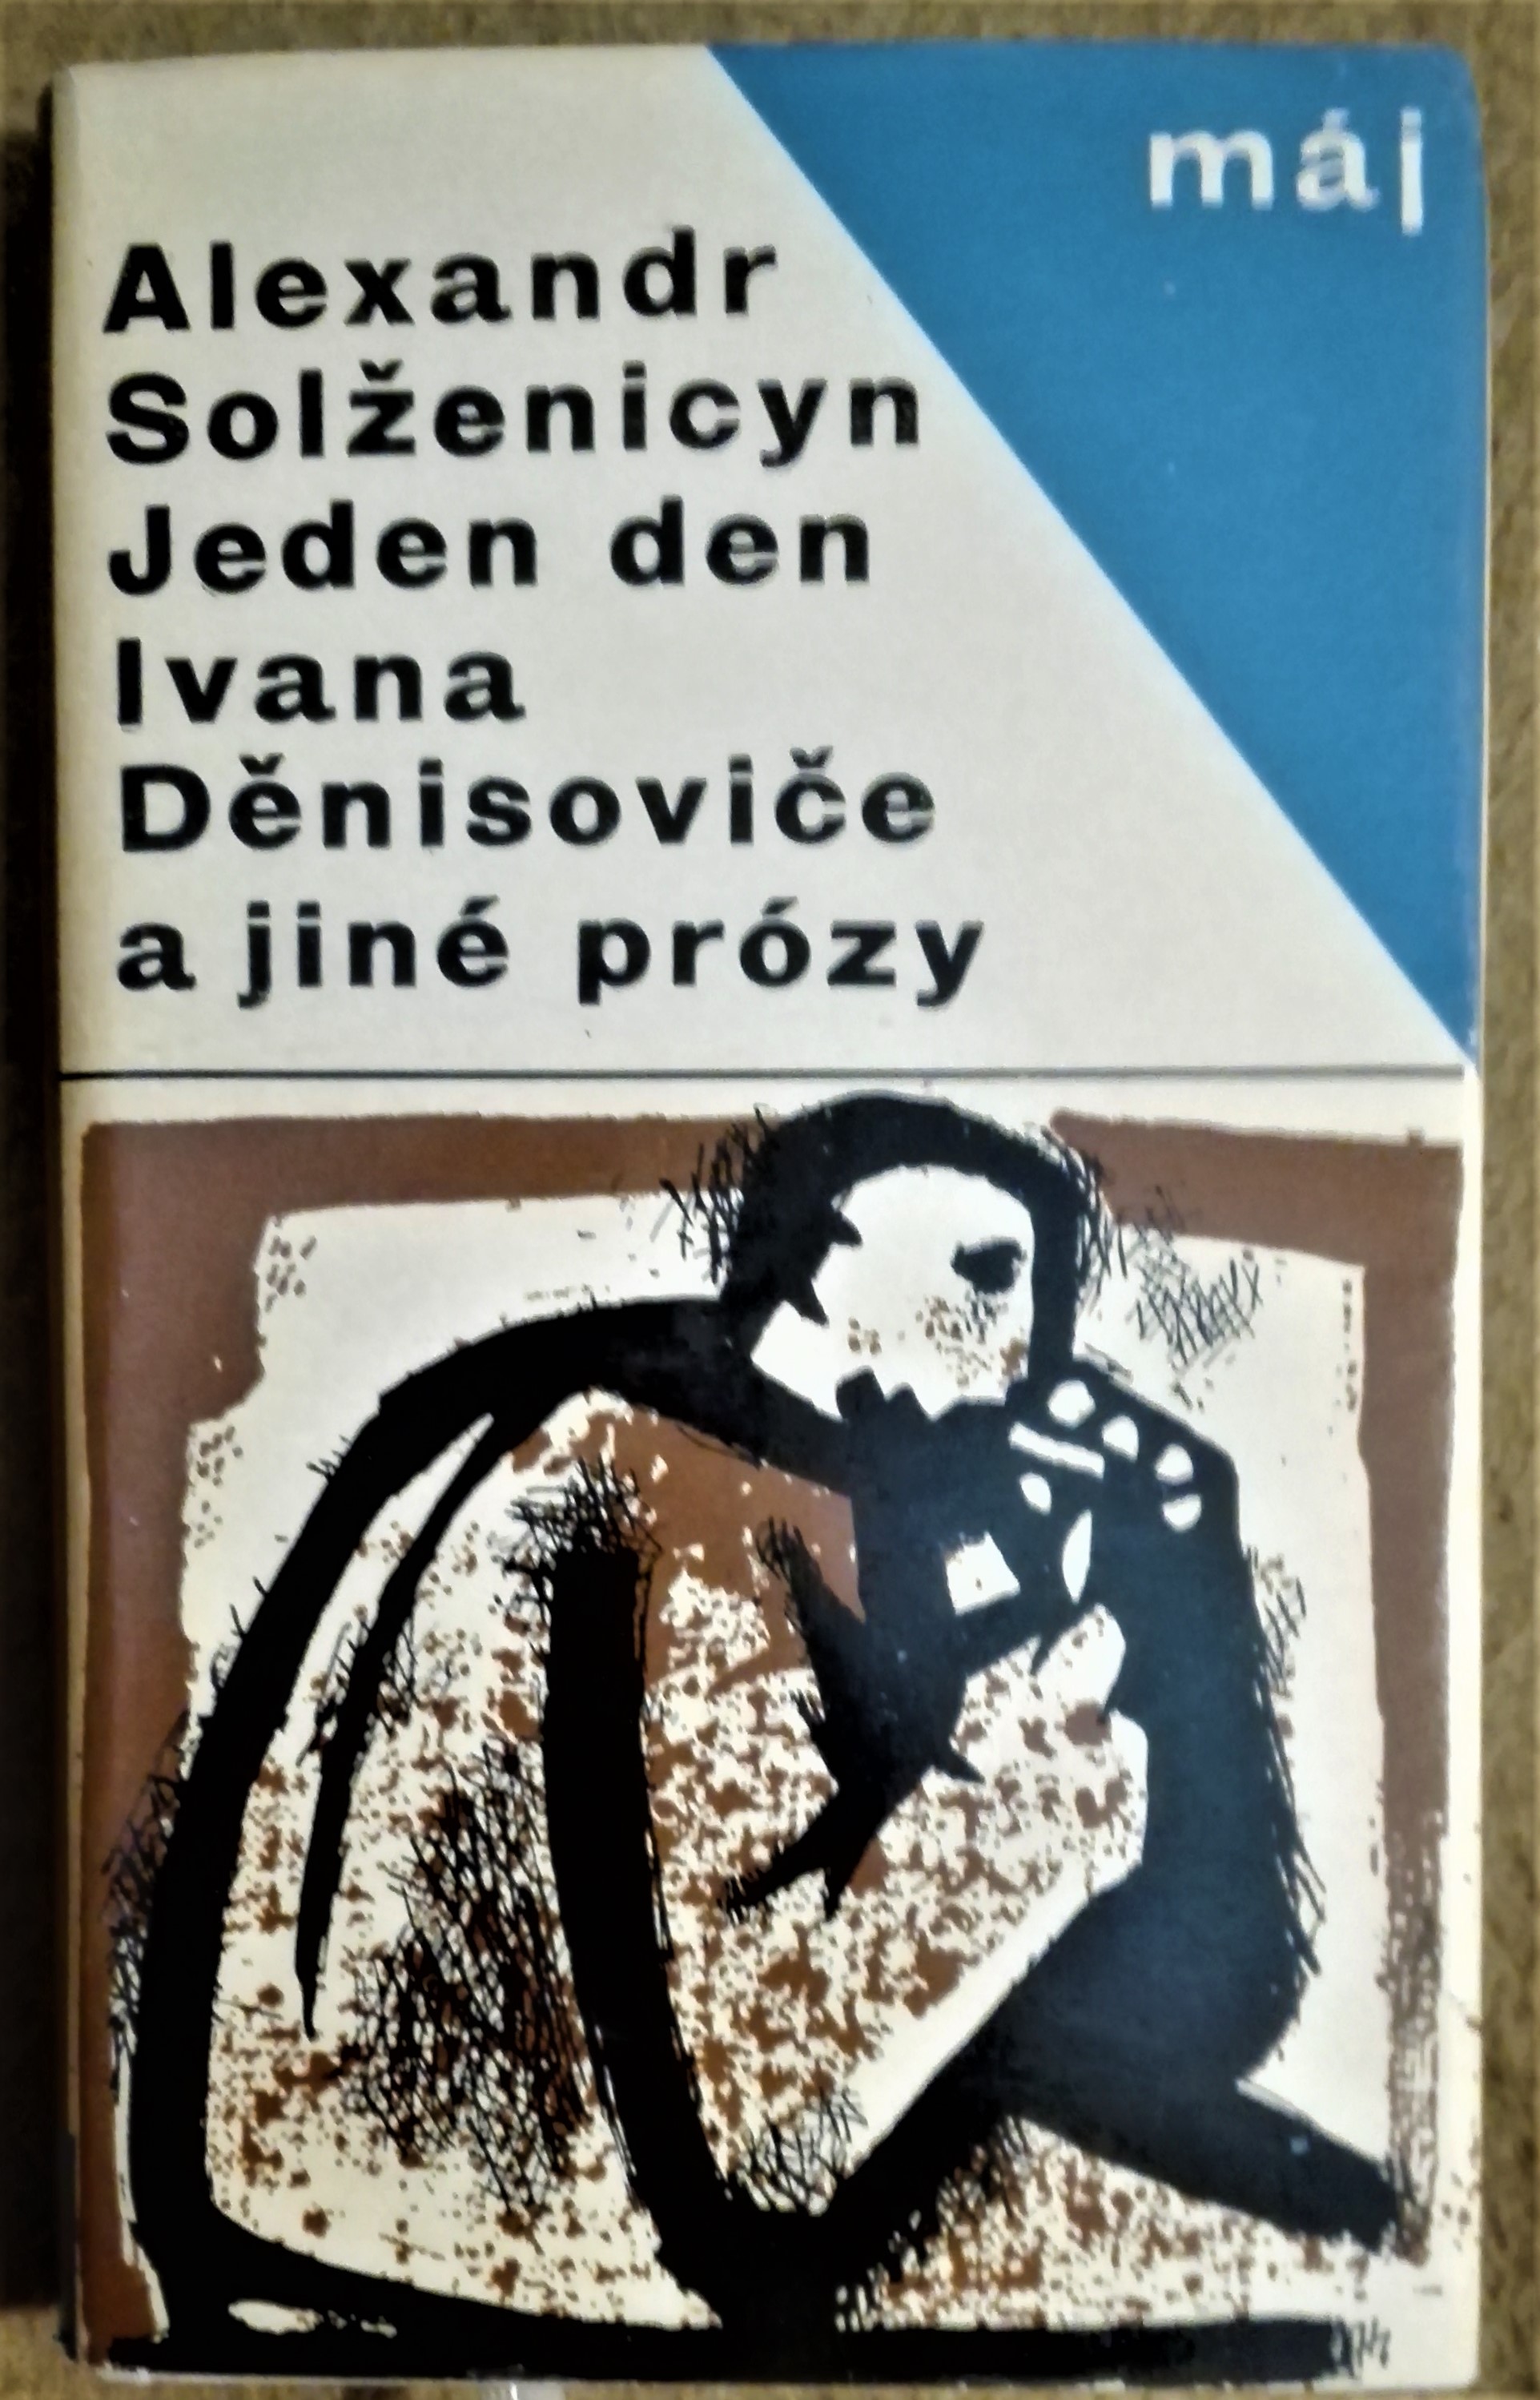 máj
Alexandr
Solženicyn
Jeden den
Ivana
Děnisoviče
a jiné prózy